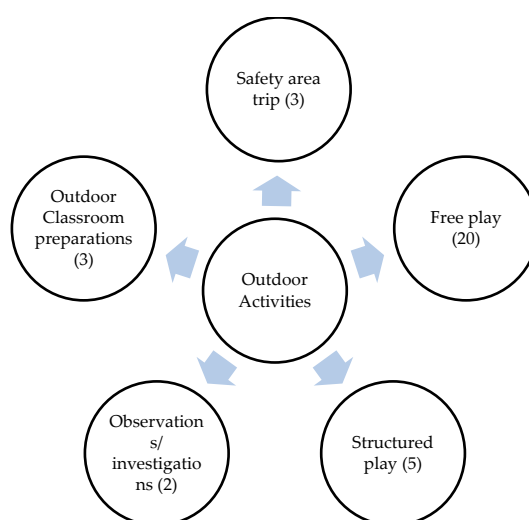 Safety area
trip (3)
Outdoor
Classroom
preparations
(3)
Free play
(20)
Outdoor
Activities
Observation
s/
investigatio
ns (2)
Structured
play (5)